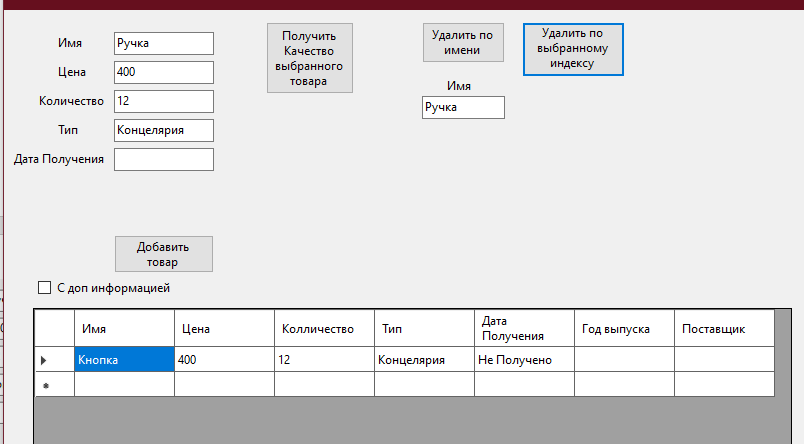 Имя
Ручка
Цена
400
Количество
12
Тип
Концелярия
Дата Получения
Получить
Качество
выбранного
товара
Удалить по
имени
Удалить по
выбранному
индексу
Имя
Ручка
Добавить
товар
С доп информацией
Имя Цена Колличество Тип Дата Получения Год выпуска Поставщик
Кнопка 400 12 Концелярия Не Получено